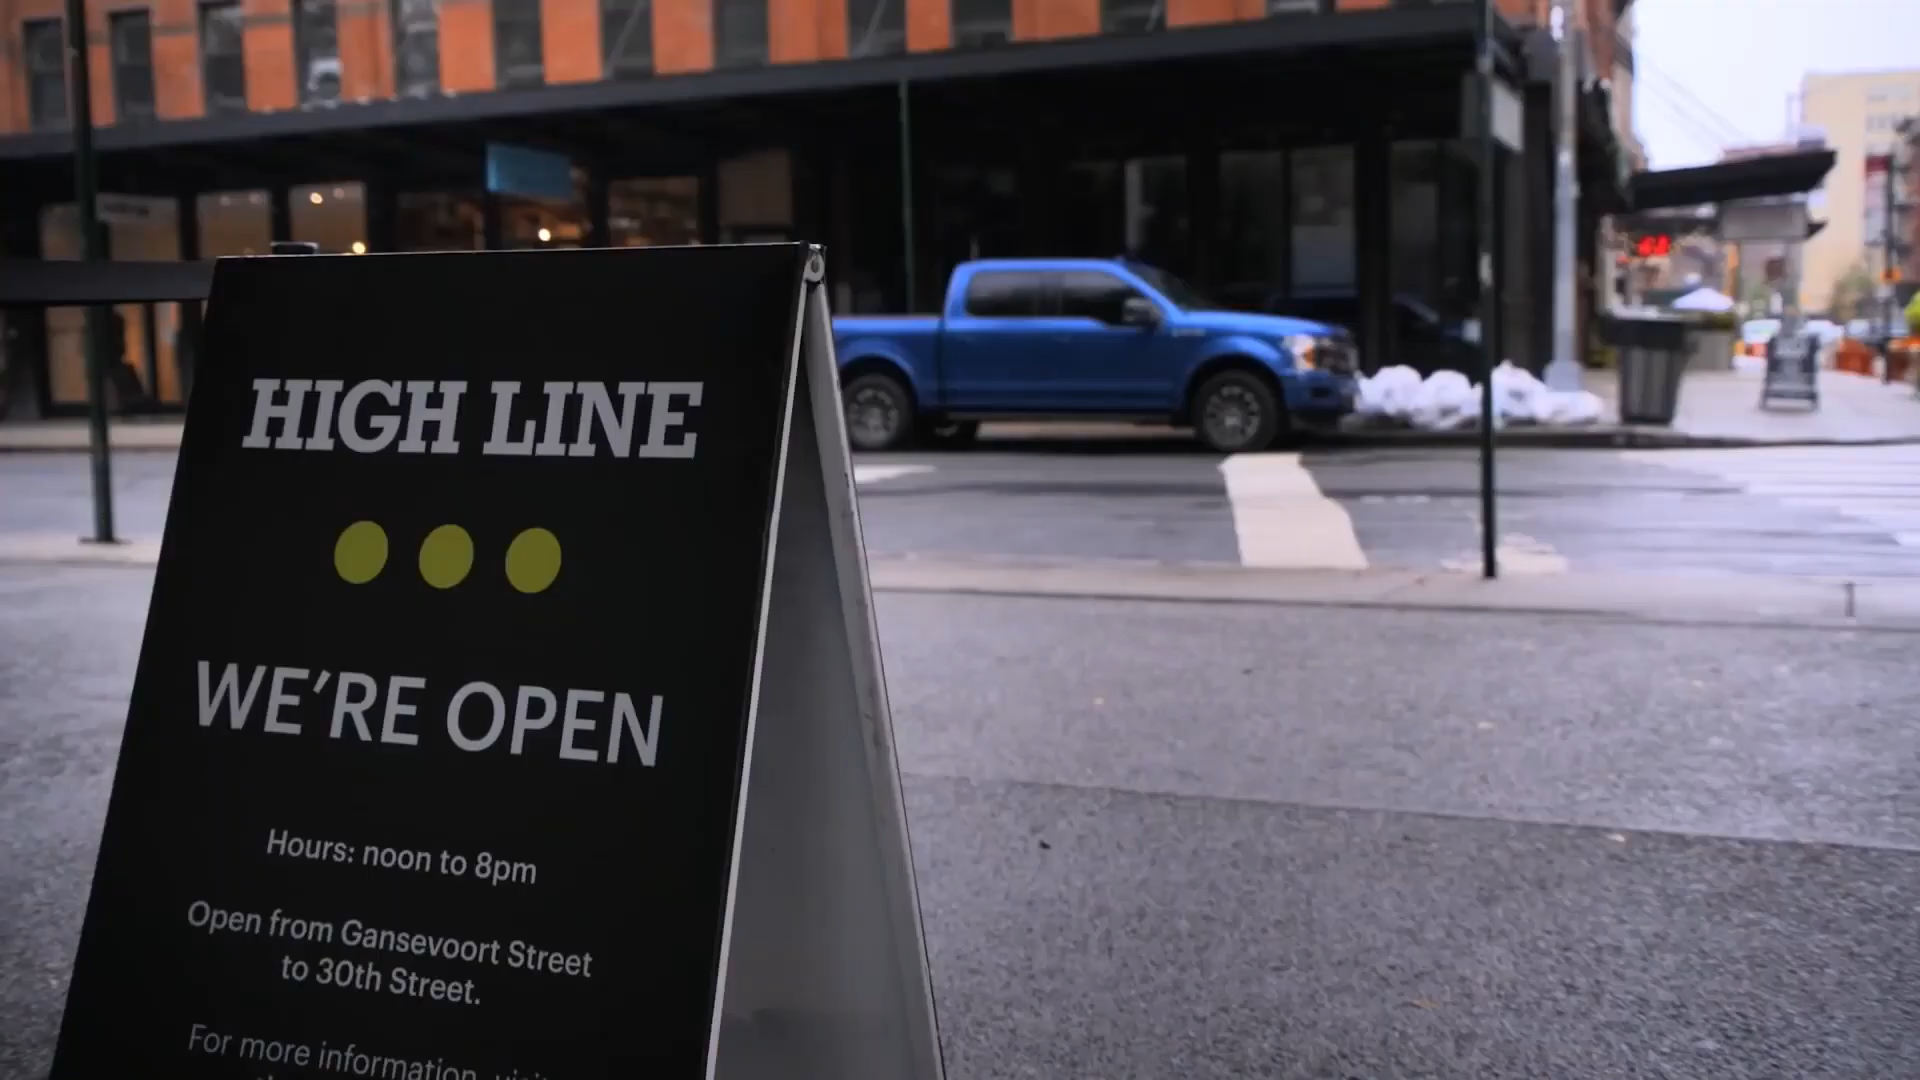 HIGH LINE
WE'RE OPEN
Hours: noon to 8pm
Open from Gansevoort Street
to 30th Street.
For more information,